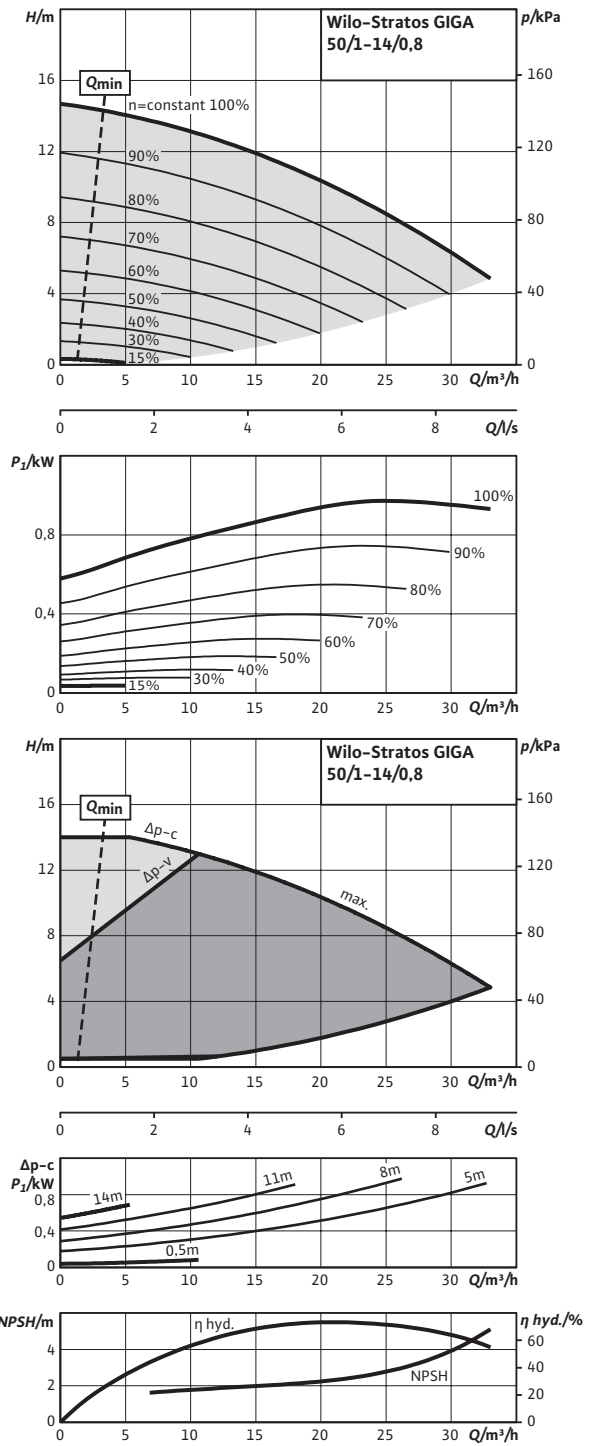 H/m
Wilo-Stratos GIGA
50/1-14/0,8
p/kPa
16
160
Qmin
n=constant 100%
12
120
90%
80%
8
80
70%
60%
4
40
50%
40%
30%
15%
0
0
0 5 10 15 20 25 30 Q/m³/h
0 2 4 6 8 Q/l/s
P₁/kW
100%
0,8
90%
80%
0,4
70%
60%
50%
40%
30%
15%
0
0 5 10 15 20 25 30 Q/m³/h
H/m
Wilo-Stratos GIGA
50/1-14/0,8
p/kPa
16
160
Qmin
Δp-c
12
120
Δp-v
max.
8
80
4
40
0
0
0 5 10 15 20 25 30 Q/m³/h
0 2 4 6 8 Q/l/s
Δp-c
P₁/kW
14m
11m
8m
5m
0,8
0,4
0,5m
0
0 5 10 15 20 25 30 Q/m³/h
NPSH/m
η hyd.
η hyd./%
4
60
40
2
NPSH
20
0
0
0 5 10 15 20 25 30 Q/m³/h